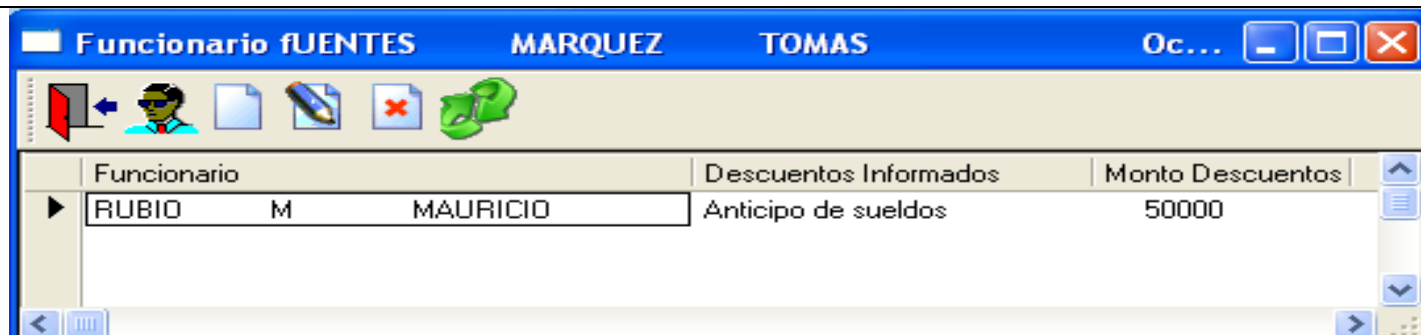 Funcionario fUENTES MARQUEZ TOMAS Oc...
Funcionario Descuentos Informados Monto Descuentos
RUBIO M MAURICIO Anticipo de sueldos 50000